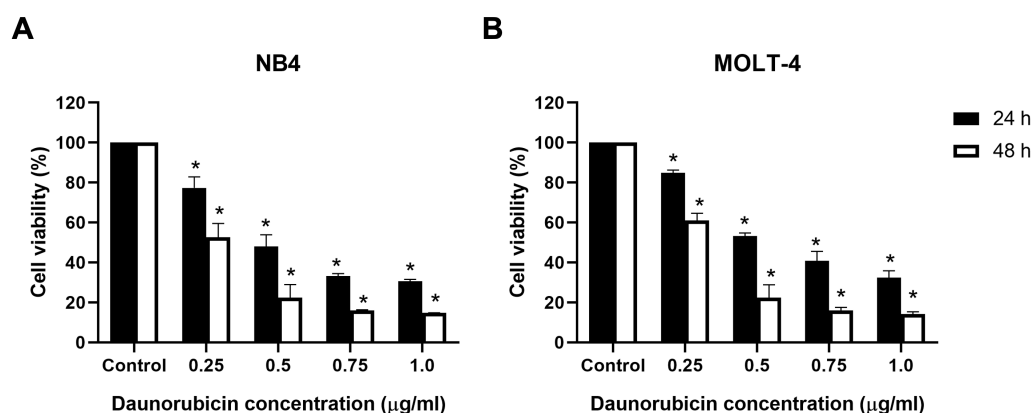 A
NB4
Cell viability (%)
120
100
80
60
40
20
0
* * * * * * * *
Control 0.25 0.5 0.75 1.0
Daunorubicin concentration (μg/ml)
B
MOLT-4
Cell viability (%)
120
100
80
60
40
20
0
* * * * * * * *
Control 0.25 0.5 0.75 1.0
Daunorubicin concentration (μg/ml)
24 h
48 h